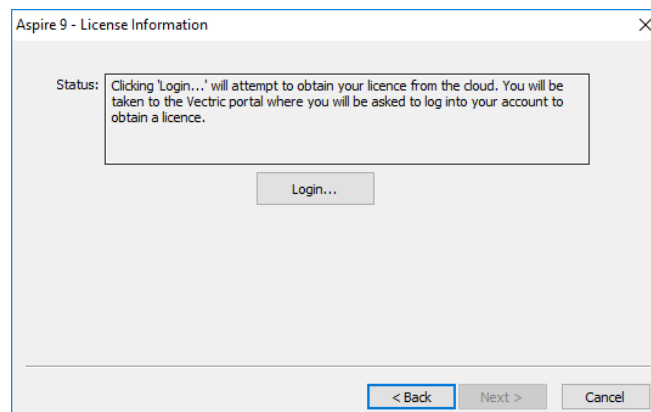 Aspire 9 - License Information
Status: Clicking 'Login...' will attempt to obtain your licence from the cloud. You will be
taken to the Vectric portal where you will be asked to log into your account to
obtain a licence.
Login...
< Back Next > Cancel